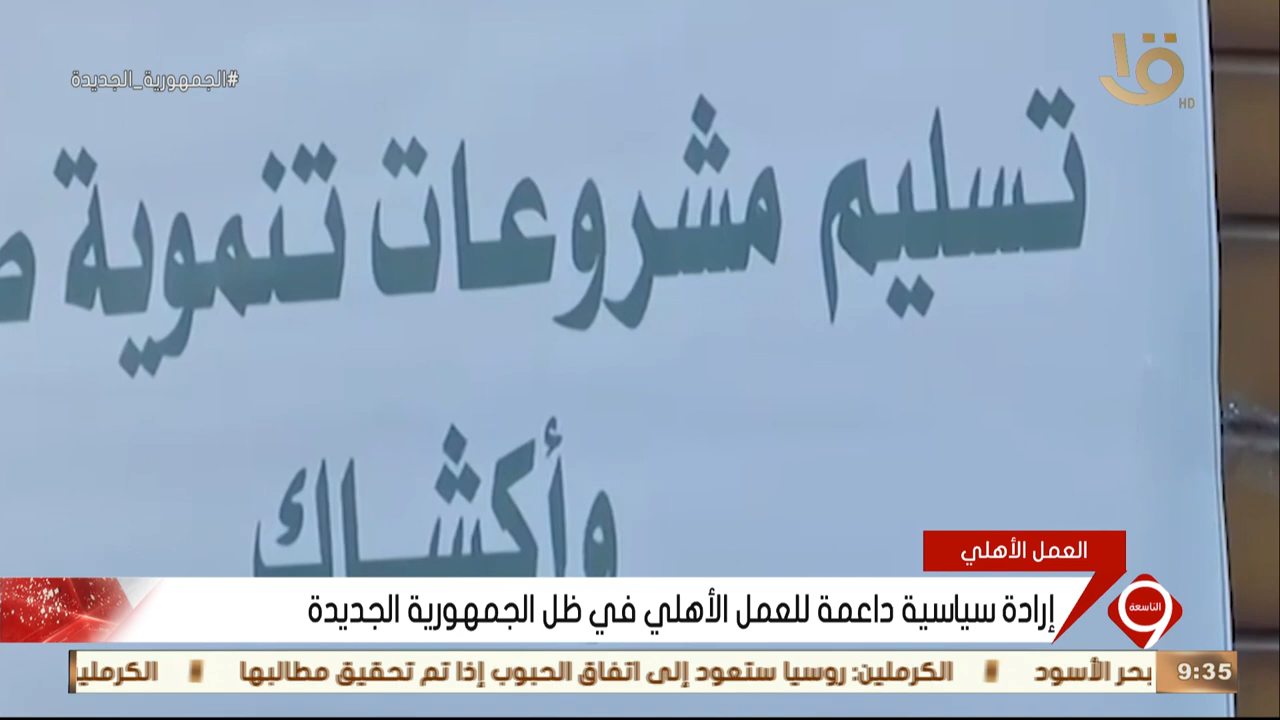 #الجمهورية_الجديدة
HD
تسليم مشروعات تنموية
وأكشاك
العمل الأهلي
التاسعة
إرادة سياسية داعمة للعمل الأهلي في ظل الجمهورية الجديدة
9:35 بحر الأسود الكرملين: روسيا ستعود إلى اتفاق الحبوب إذا تم تحقيق مطالبها